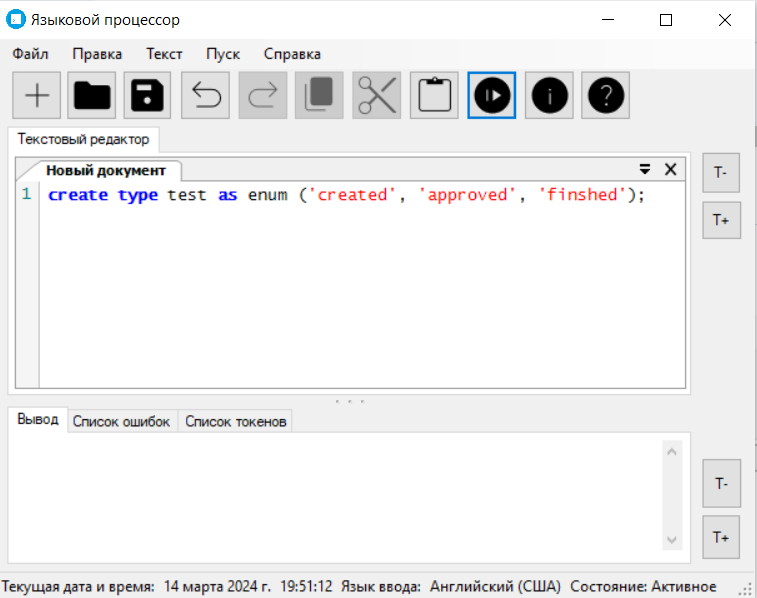 Языковой процессор
Файл Правка Текст Пуск Справка
Текстовый редактор
Новый документ
T-
1 create type test as enum ('created', 'approved', 'finshed');
T+
Вывод Список ошибок Список токенов
T-
T+
Текущая дата и время: 14 марта 2024 г. 19:51:12 Язык ввода: Английский (США) Состояние: Активное